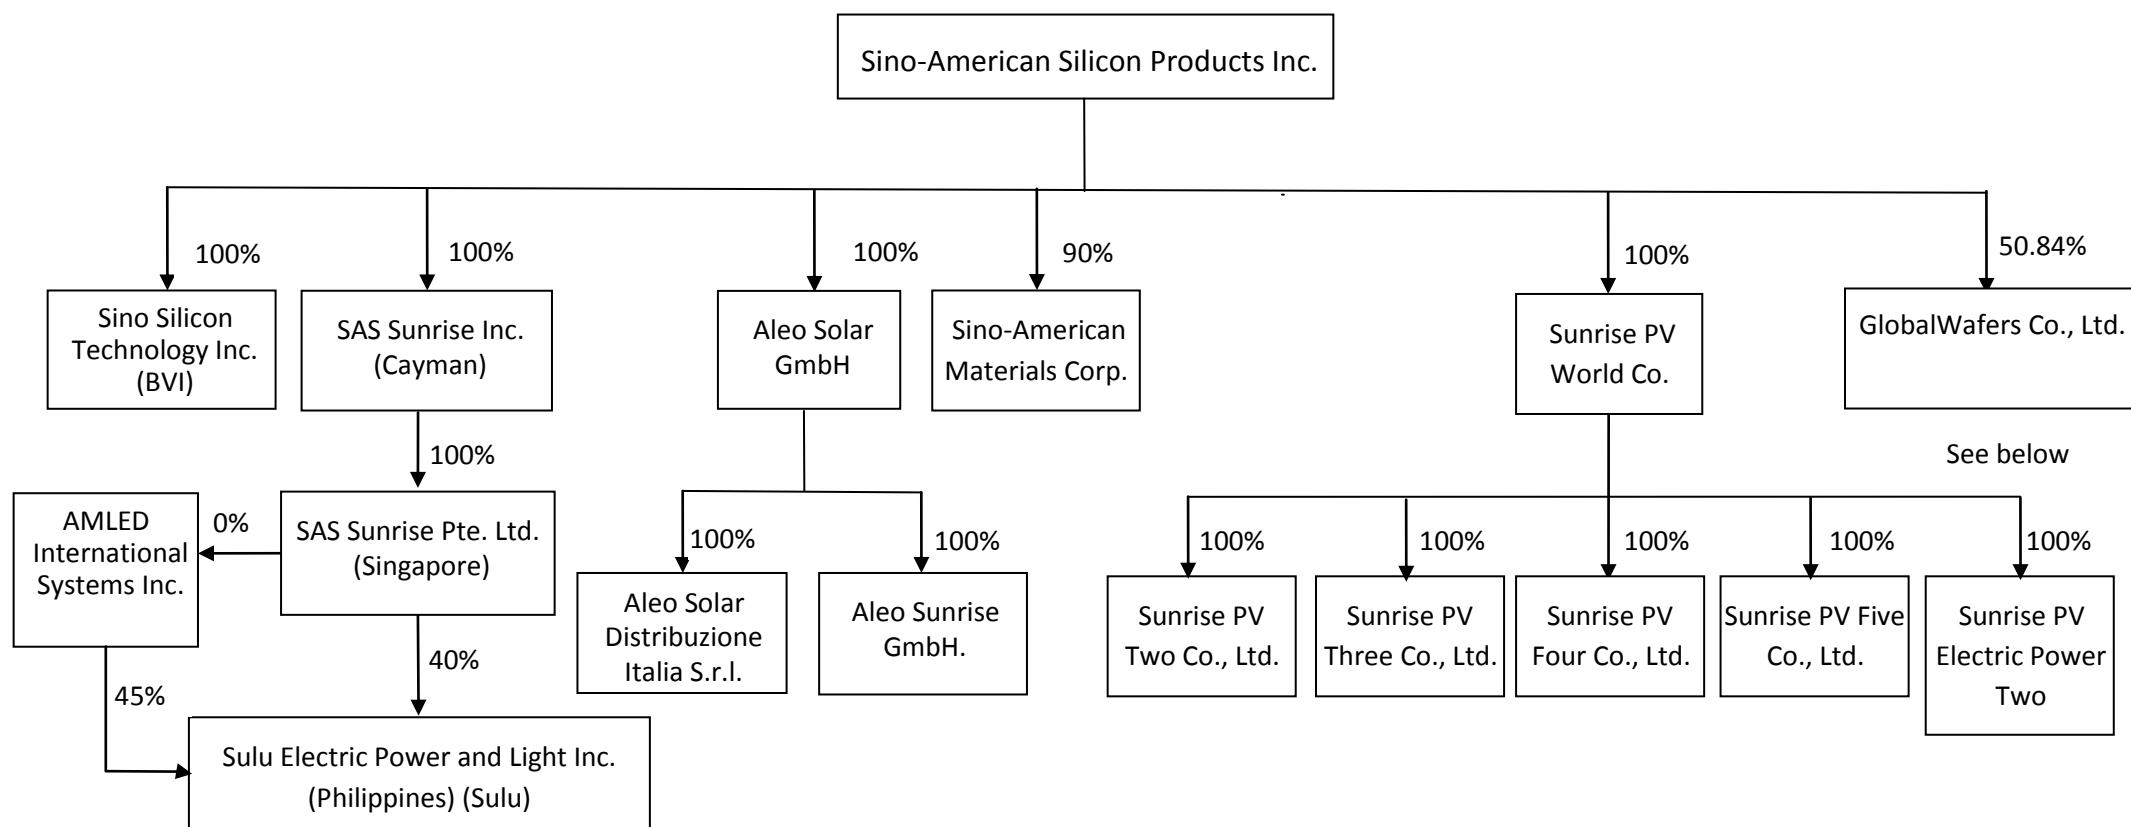 Sino-American Silicon Products Inc.
100%
100%
100%
90%
100%
50.84%
Sino Silicon
Technology Inc.
(BVI)
SAS Sunrise Inc.
(Cayman)
Aleo Solar
GmbH
Sino-American
Materials Corp.
Sunrise PV
World Co.
GlobalWafers Co., Ltd.
See below
100%
AMLED
International
Systems Inc.
0%
SAS Sunrise Pte. Ltd.
(Singapore)
100%
100%
100%
100%
100%
100%
100%
Aleo Solar
Distribuzione
Italia S.r.l.
Aleo Sunrise
GmbH.
Sunrise PV
Two Co., Ltd.
Sunrise PV
Three Co., Ltd.
Sunrise PV
Four Co., Ltd.
Sunrise PV Five
Co., Ltd.
Sunrise PV
Electric Power
Two
45%
40%
Sulu Electric Power and Light Inc.
(Philippines) (Sulu)